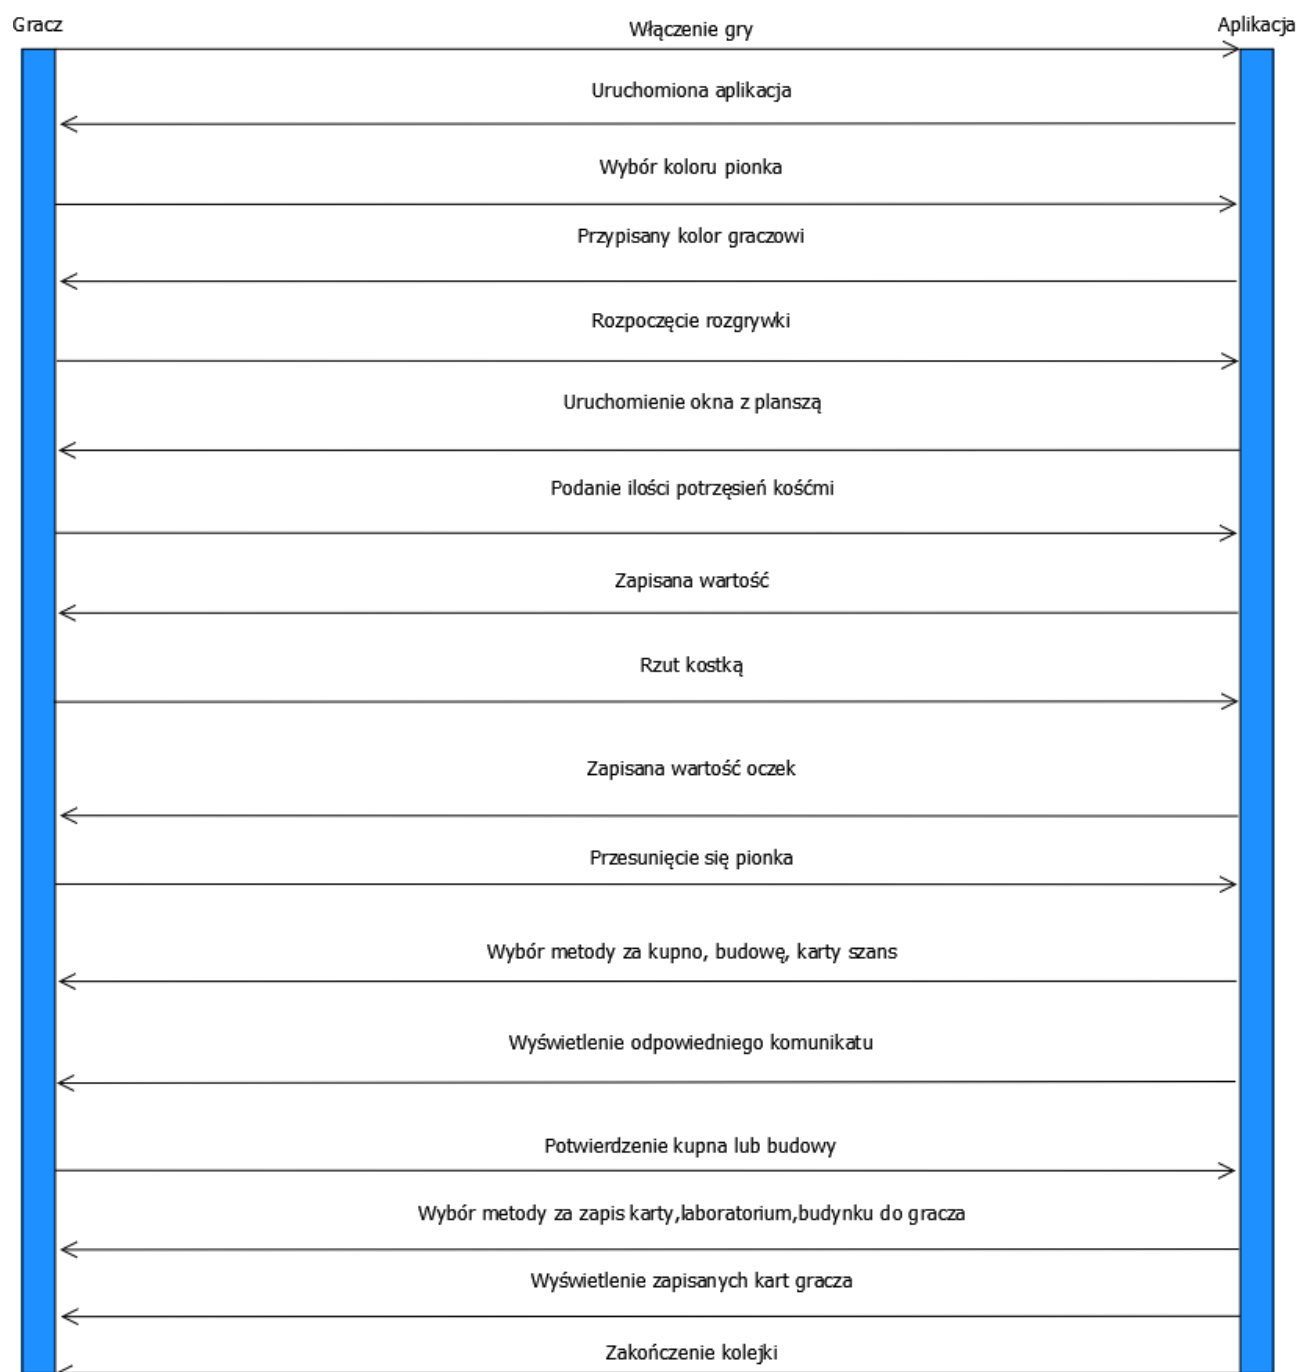 Gracz
Aplikacja
Włączenie gry
Uruchomiona aplikacja
Wybór koloru pionka
Przypisany kolor graczowi
Rozpoczęcie rozgrywki
Uruchomienie okna z planszą
Podanie ilości potrzęsień kośćmi
Zapisana wartość
Rzut kostką
Zapisana wartość oczek
Przesunięcie się pionka
Wybór metody za kupno, budowę, karty szans
Wyświetlenie odpowiedniego komunikatu
Potwierdzenie kupna lub budowy
Wybór metody za zapis karty,laboratorium,budynku do gracza
Wyświetlenie zapisanych kart gracza
Zakończenie kolejki